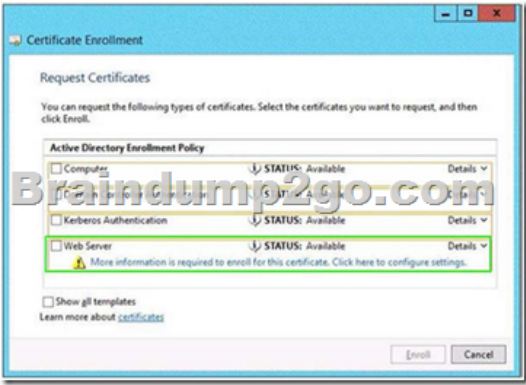 Certificate Enrollment
Request Certificates
You can request the following types of certificates. Select the certificates you want to request, and then
click Enroll.
Active Directory Enrollment Policy
Computer STATUS: Available Details
Braindump2go.com
STATUS: Available Details
Kerberos Authentication STATUS: Available Details
Web Server STATUS: Available Details
More information is required to enroll for this certificate. Click here to configure settings.
Show all templates
Learn more about certificates
Enroll Cancel